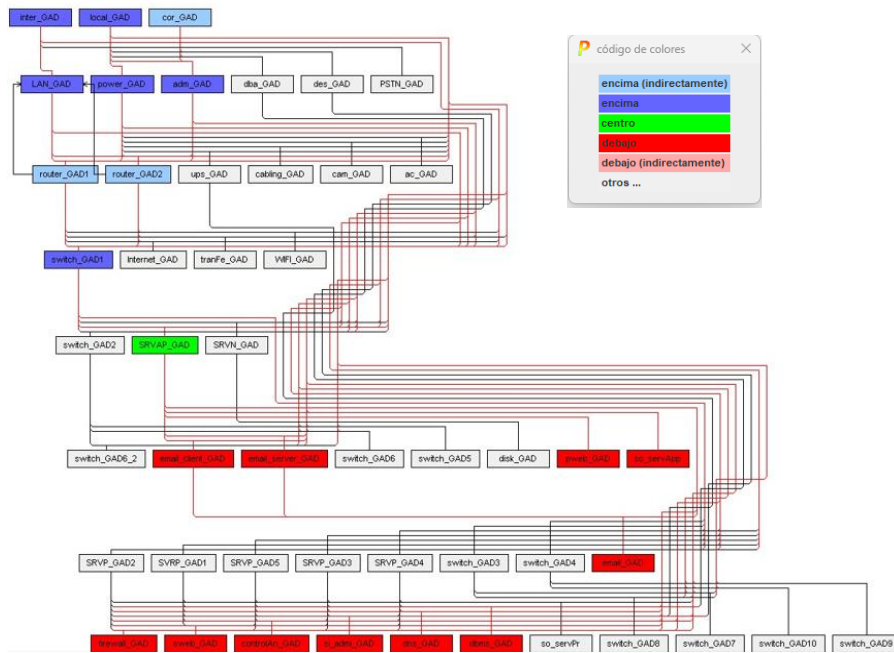 inter_GAD
local_GAD
cor_GAD
P código de colores
encima (indirectamente)
encima
centro
debajo
debajo (indirectamente)
otros ...
LAN_GAD
power_GAD
adm_GAD
dba_GAD
des_GAD
PSTN_GAD
router_GAD1
router_GAD2
ups_GAD
cabling_GAD
cam_GAD
ac_GAD
switch_GAD1
Internet_GAD
tranFe_GAD
WIFI_GAD
switch_GAD2
SRVAP_GAD
SRVN_GAD
switch_GAD6_2
email_client_GAD
email_server_GAD
switch_GAD6
switch_GAD5
disk_GAD
so_servApp
SRVP_GAD2
SVRP_GAD1
SRVP_GAD5
SRVP_GAD3
SRVP_GAD4
switch_GAD3
switch_GAD4
email_GAD
firewall_GAD
sweb_GAD
controlAc_GAD
dns_GAD
dbms_GAD
so_servPr
switch_GAD8
switch_GAD7
switch_GAD10
switch_GAD9